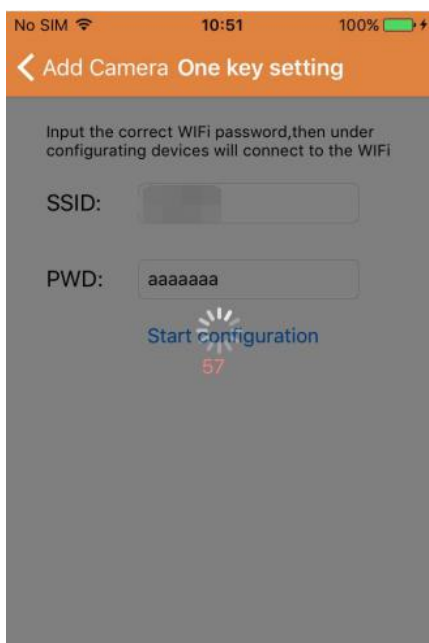 No SIM 10:51 100%
Add Camera One key setting
Input the correct WIFi password,then under
configurating devices will connect to the WIFi
SSID:
PWD: aaaaaaa
Start configuration
57